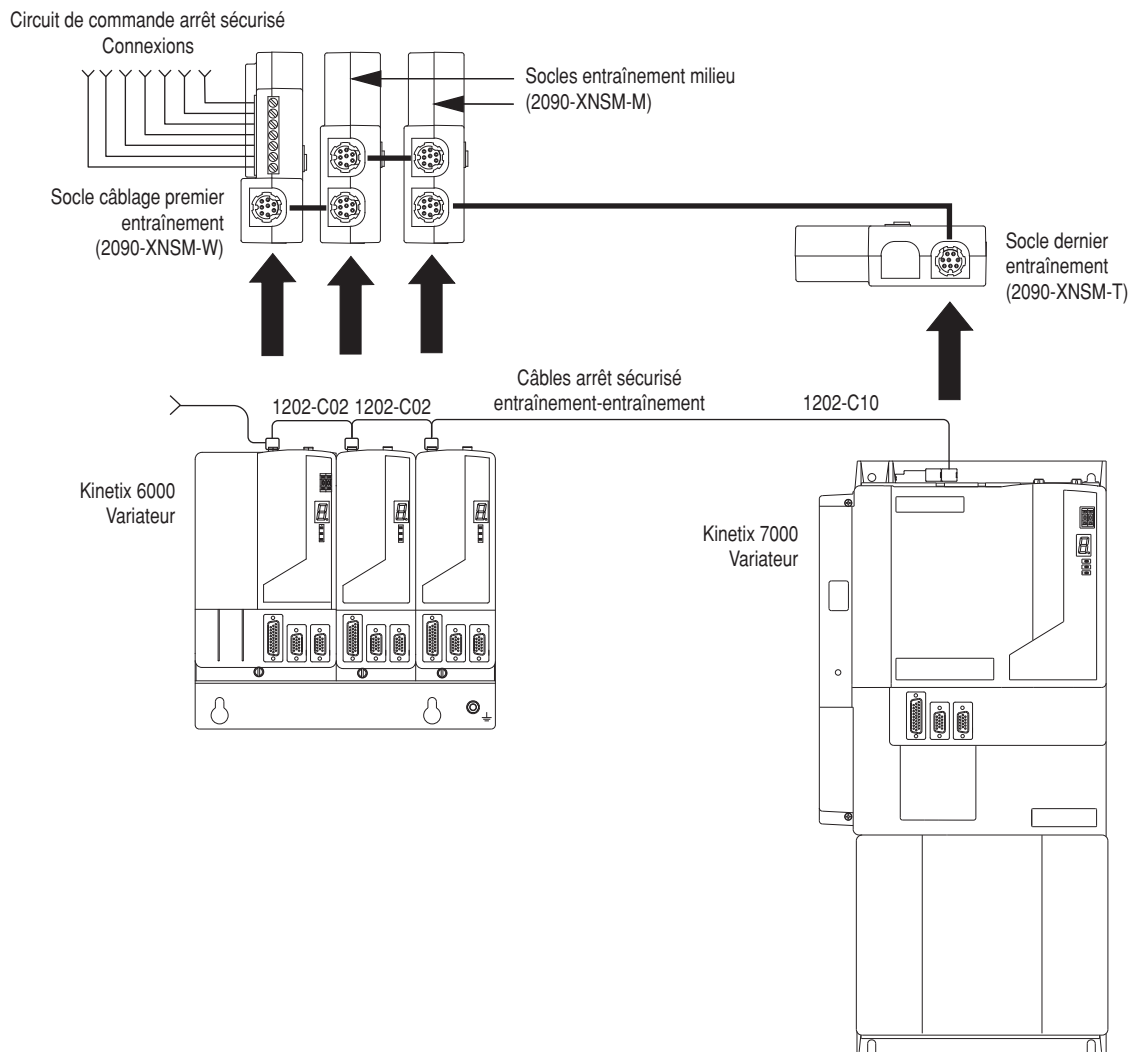 Circuit de commande arrêt sécurisé
Connexions
Socles entraînement milieu
(2090-XNSM-M)
Socle câblage premier
entraînement
(2090-XNSM-W)
Socle dernier
entraînement
(2090-XNSM-T)
Câbles arrêt sécurisé
entraînement-entraînement
1202-C02 1202-C02
1202-C10
Kinetix 6000
Variateur
Kinetix 7000
Variateur